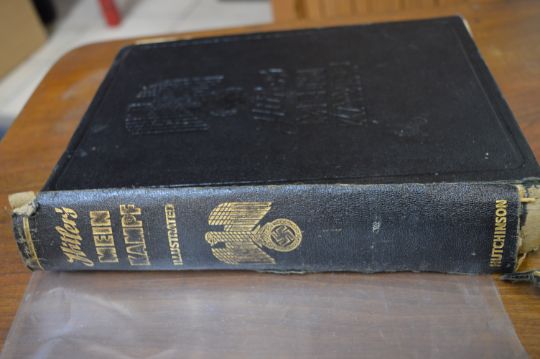 Hitler's
MEIN
KAMPF
ILLUSTRATED
HUTCHINSON